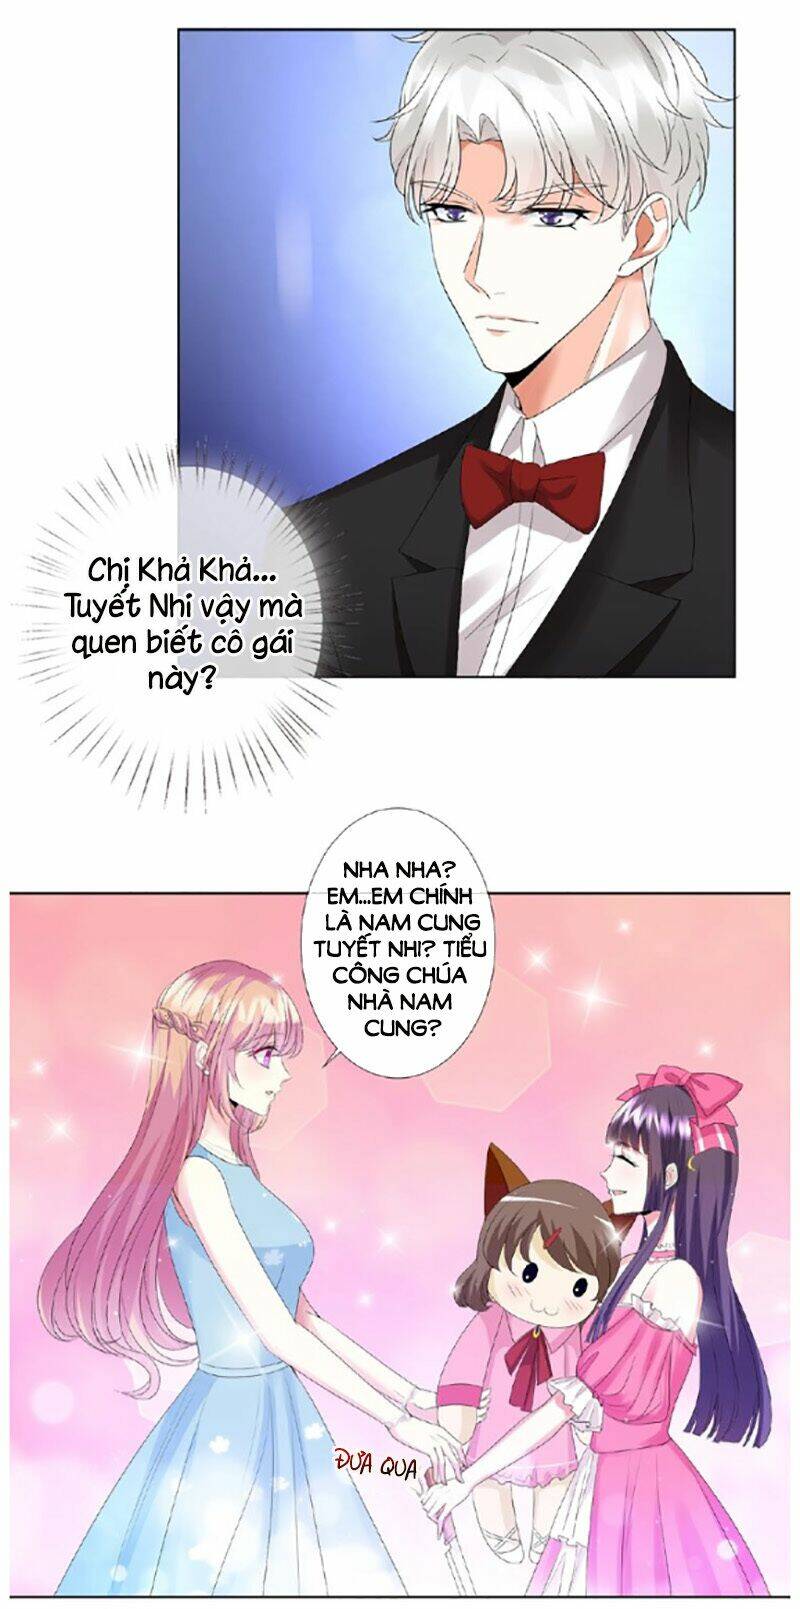 Chị Khả Khả...
Tuyết Nhi vậy mà
quen biết cô gái
này?
NHA NHA?
EM...EM CHÍNH
LÀ NAM CUNG
TUYẾT NHI? TIỂU
CÔNG CHÚA
NHÀ NAM
CUNG?
ĐƯA QUA